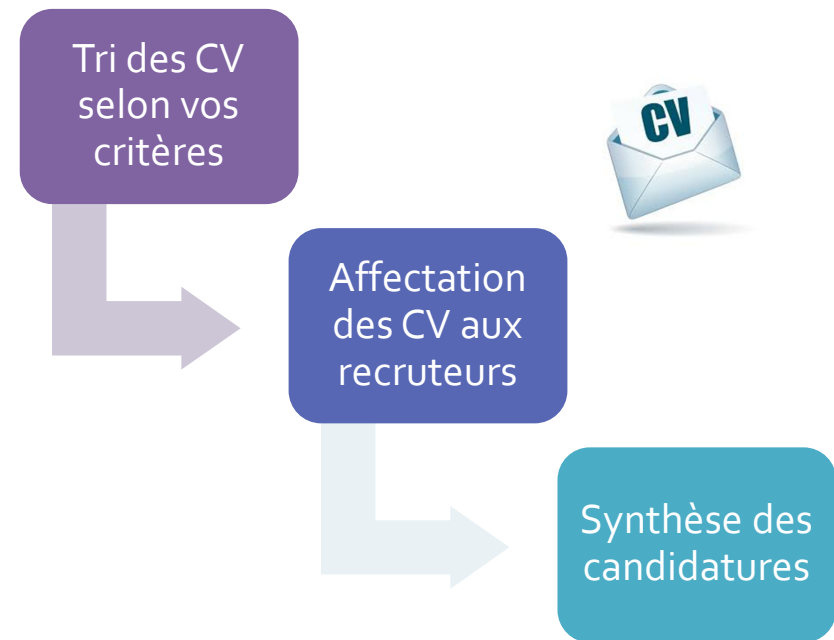 Tri des CV
selon vos
critères
CV
Affectation
des CV aux
recruteurs
Synthèse des
candidatures